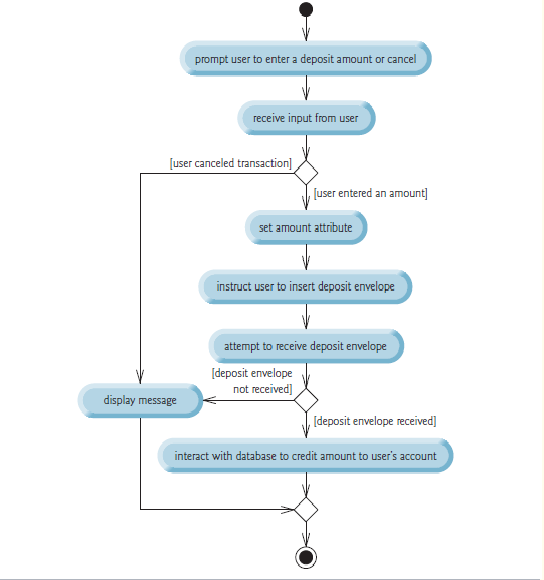 prompt user to enter a deposit amount or cancel
receive input from user
[user canceled transaction]
[user entered an amount]
set amount attribute
instruct user to insert deposit envelope
attempt to receive deposit envelope
[deposit envelope
not received]
display message
[deposit envelope received]
interact with database to credit amount to user's account